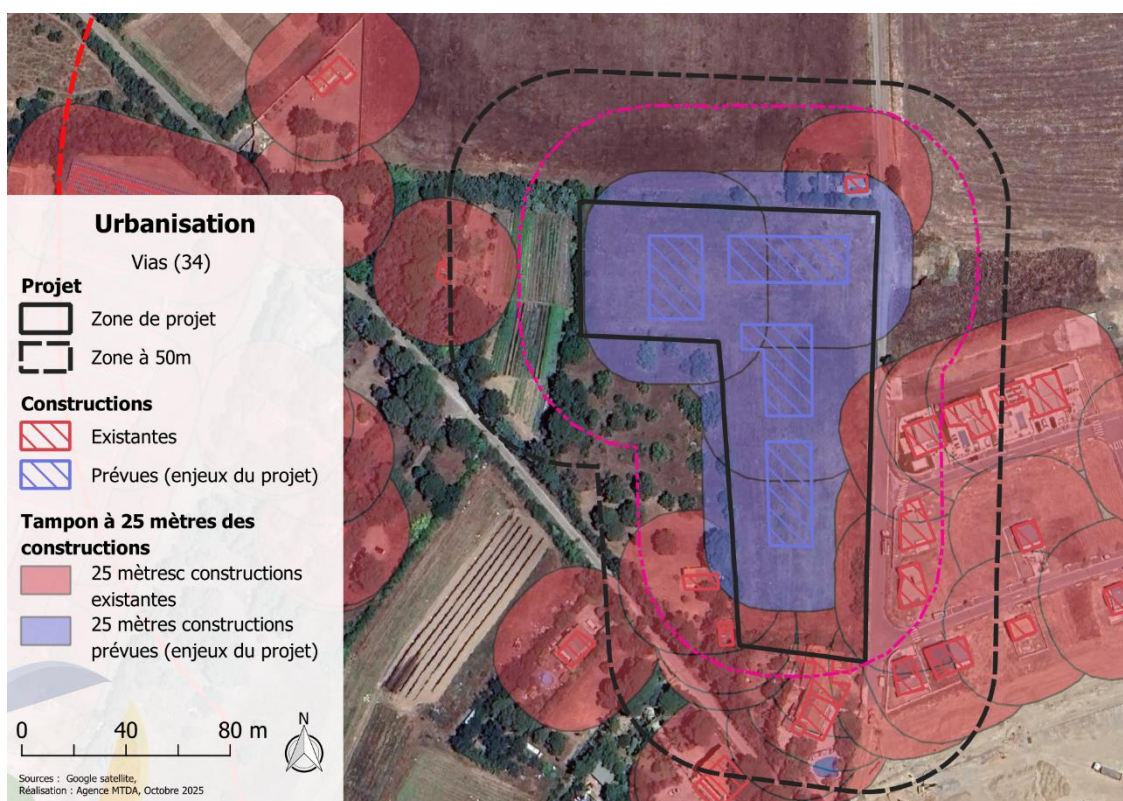 Urbanisation
Vias (34)
Projet
Zone de projet
Zone à 50m
Constructions
Existantes
Prévues (enjeux du projet)
Tampon à 25 mètres des
constructions
25 mètresc constructions
existantes
25 mètres constructions
prévues (enjeux du projet)
0 40 80 m
N
Sources : Google satellite,
Réalisation : Agence MTDA, Octobre 2025